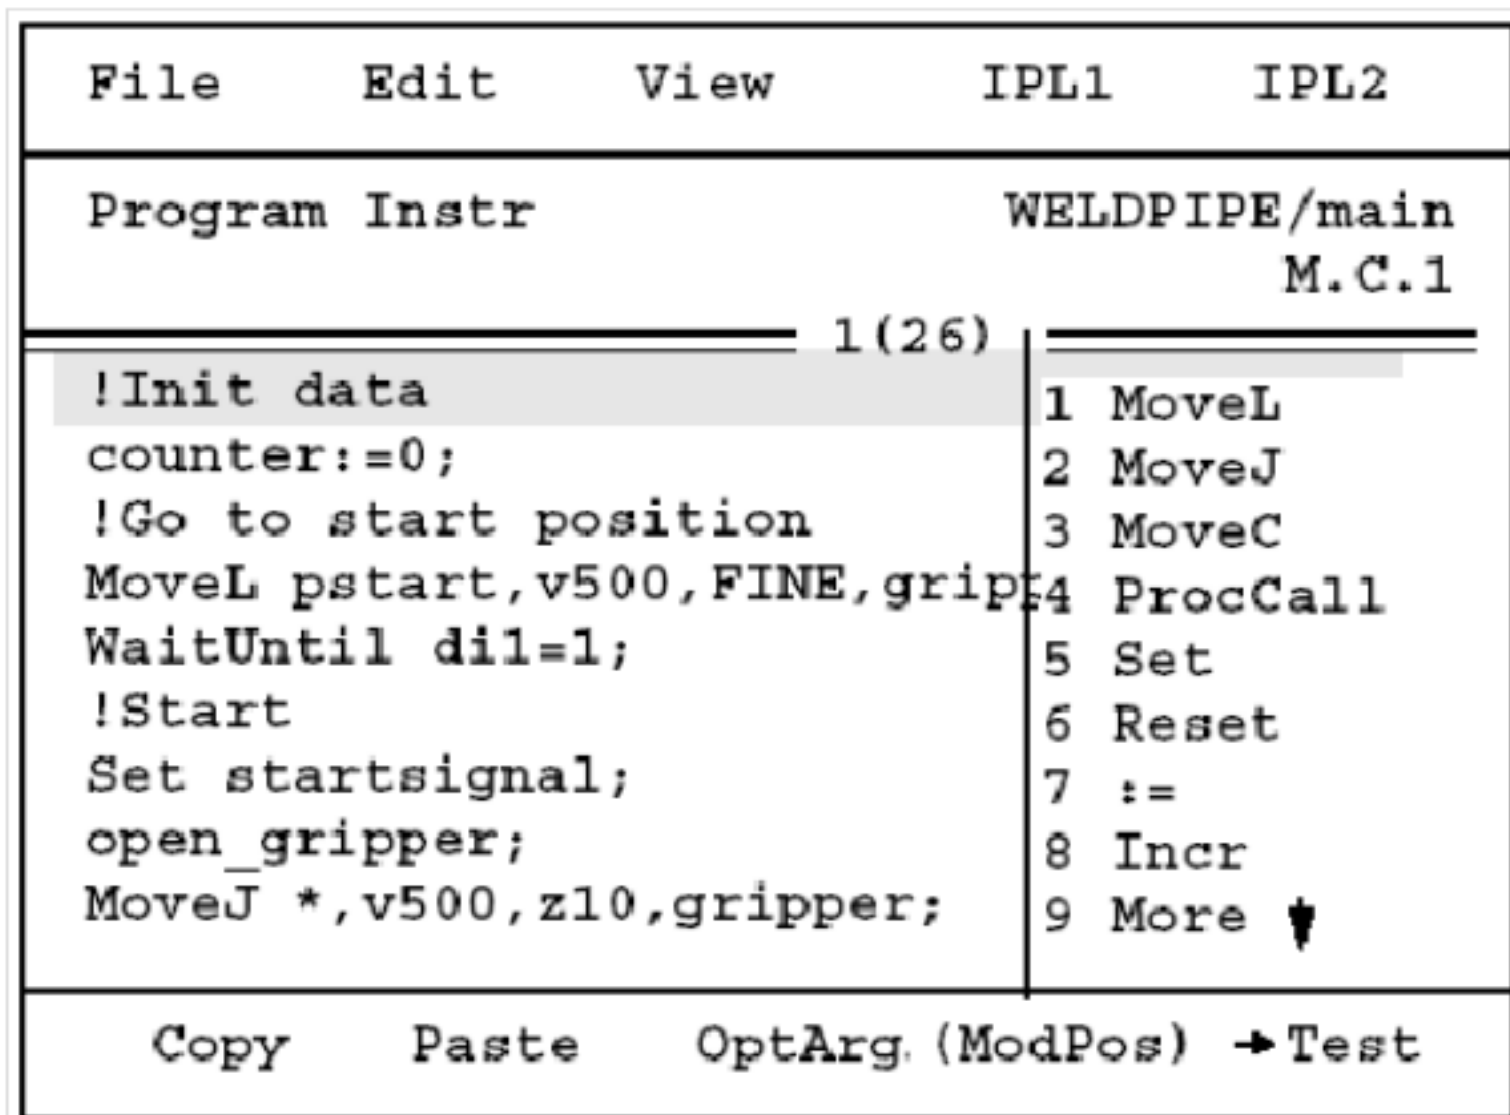 File Edit View IPL1 IPL2
Program Instr WELDPIPE/main
M.C.1
1(26)
!Init data
counter:=0;
!Go to start position
MoveL pstart,v500,FINE,gripp
WaitUntil di1=1;
!Start
Set startsignal;
open_gripper;
MoveJ *,v500,z10,gripper;
1 MoveL
2 MoveJ
3 MoveC
4 ProcCall
5 Set
6 Reset
7 :=
8 Incr
9 More
Copy Paste OptArg. (ModPos) →Test